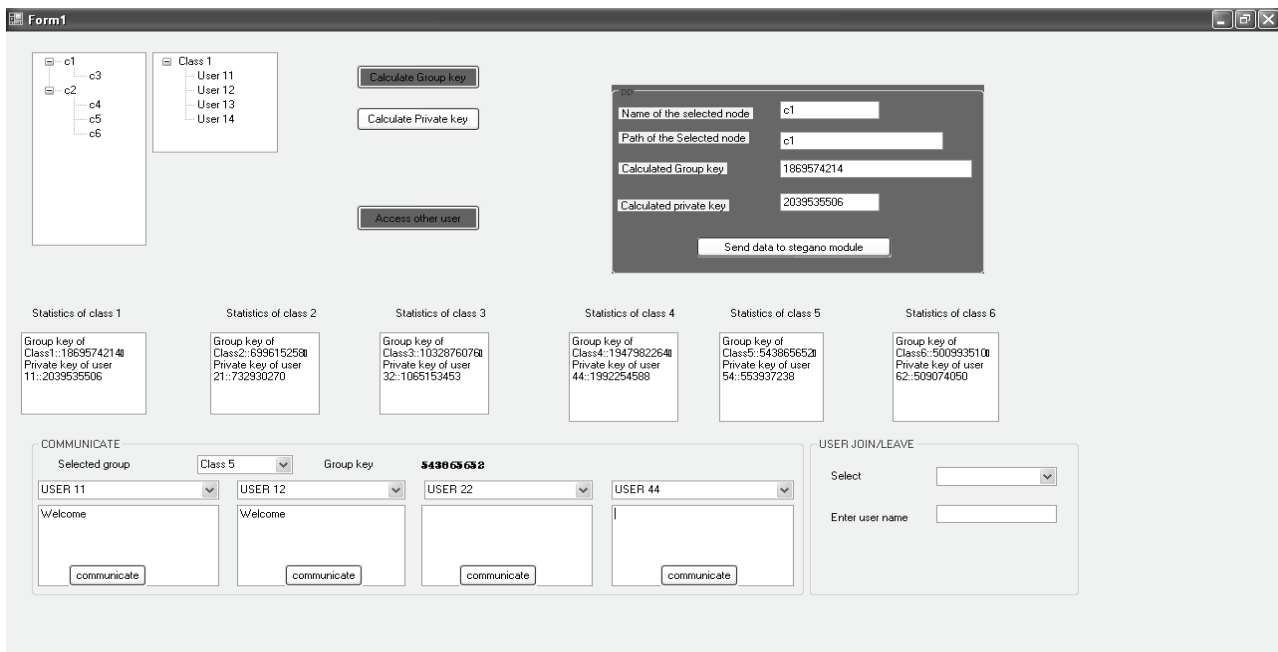 Form1
c1
c3
c2
c4
c5
c6
Class 1
User 11
User 12
User 13
User 14
Calculate Group key
Calculate Private key
Access other user
pp
Name of the selected node
c1
Path of the Selected node
c1
Calculated Group key
1869574214
Calculated private key
2039535506
Send data to stegano module
Statistics of class 1
Group key of
Class1::1869574214
Private key of user
11::2039535506
Statistics of class 2
Group key of
Class2::699615258
Private key of user
21::732930270
Statistics of class 3
Group key of
Class3::1032876076
Private key of user
32::1065153453
Statistics of class 4
Group key of
Class4::1947982264
Private key of user
44::1992254588
Statistics of class 5
Group key of
Class5::543865652
Private key of user
54::553937238
Statistics of class 6
Group key of
Class6::500993510
Private key of user
62::509074050
COMMUNICATE
Selected group
Class 5
Group key
543865652
USER 11
USER 12
USER 22
USER 44
Welcome
Welcome
communicate
communicate
communicate
communicate
USER JOIN/LEAVE
Select
Enter user name